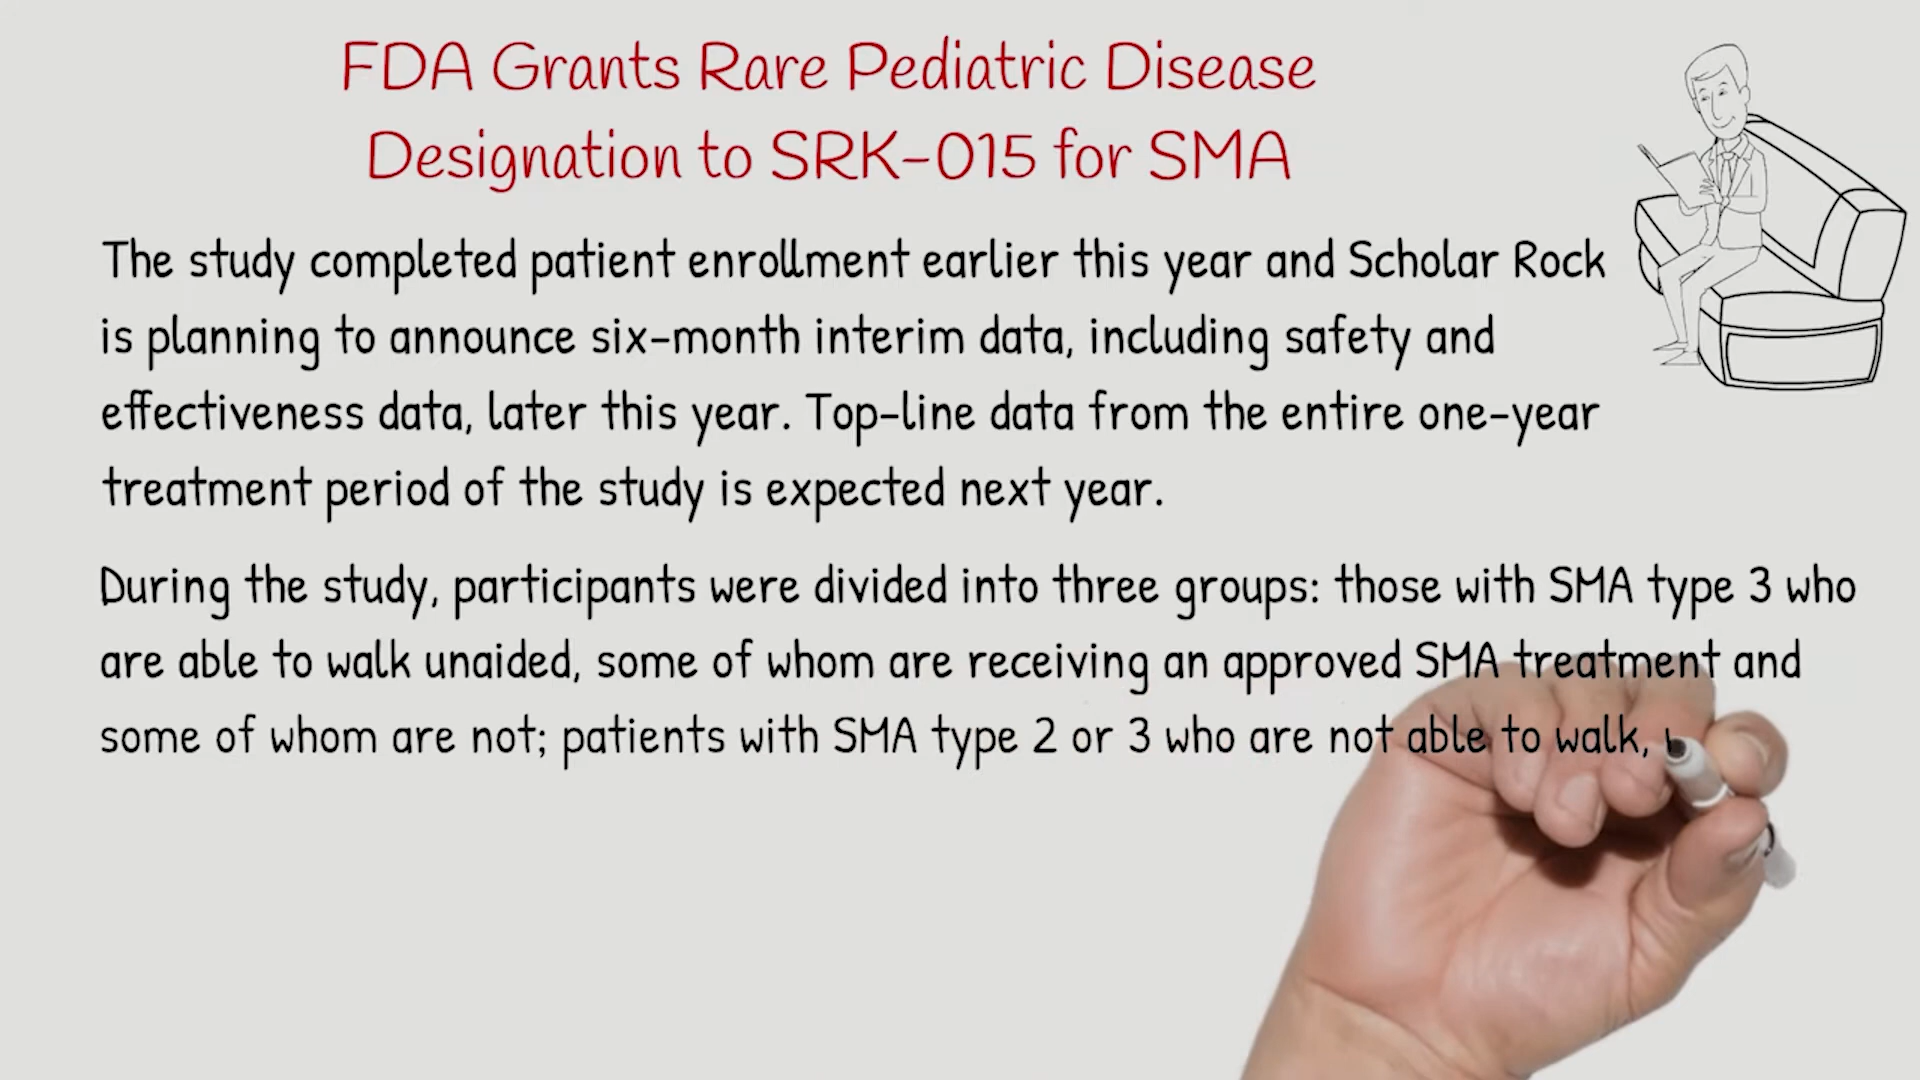 FDA Grants Rare Pediatric Disease
Designation to SRK-015 for SMA
The study completed patient enrollment earlier this year and Scholar Rock
is planning to announce six-month interim data, including safety and
effectiveness data, later this year. Top-line data from the entire one-year
treatment period of the study is expected next year.
During the study, participants were divided into three groups: those with SMA type 3 who
are able to walk unaided, some of whom are receiving an approved SMA treatment and
some of whom are not; patients with SMA type 2 or 3 who are not able to walk,